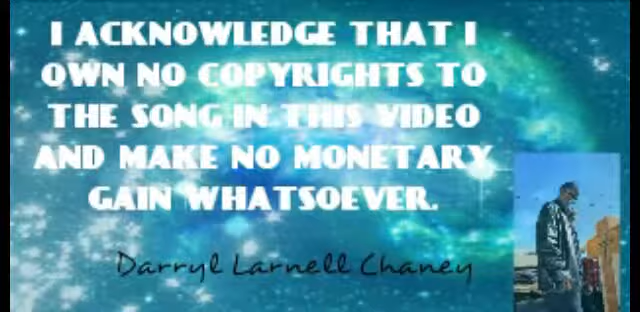 I ACKNOWLEDGE THAT I
OWN NO COPYRIGHTS TO
THE SONG IN THIS VIDEO
AND MAKE NO MONETARY
GAIN WHATSOEVER.
Darryl Larnell Chaney